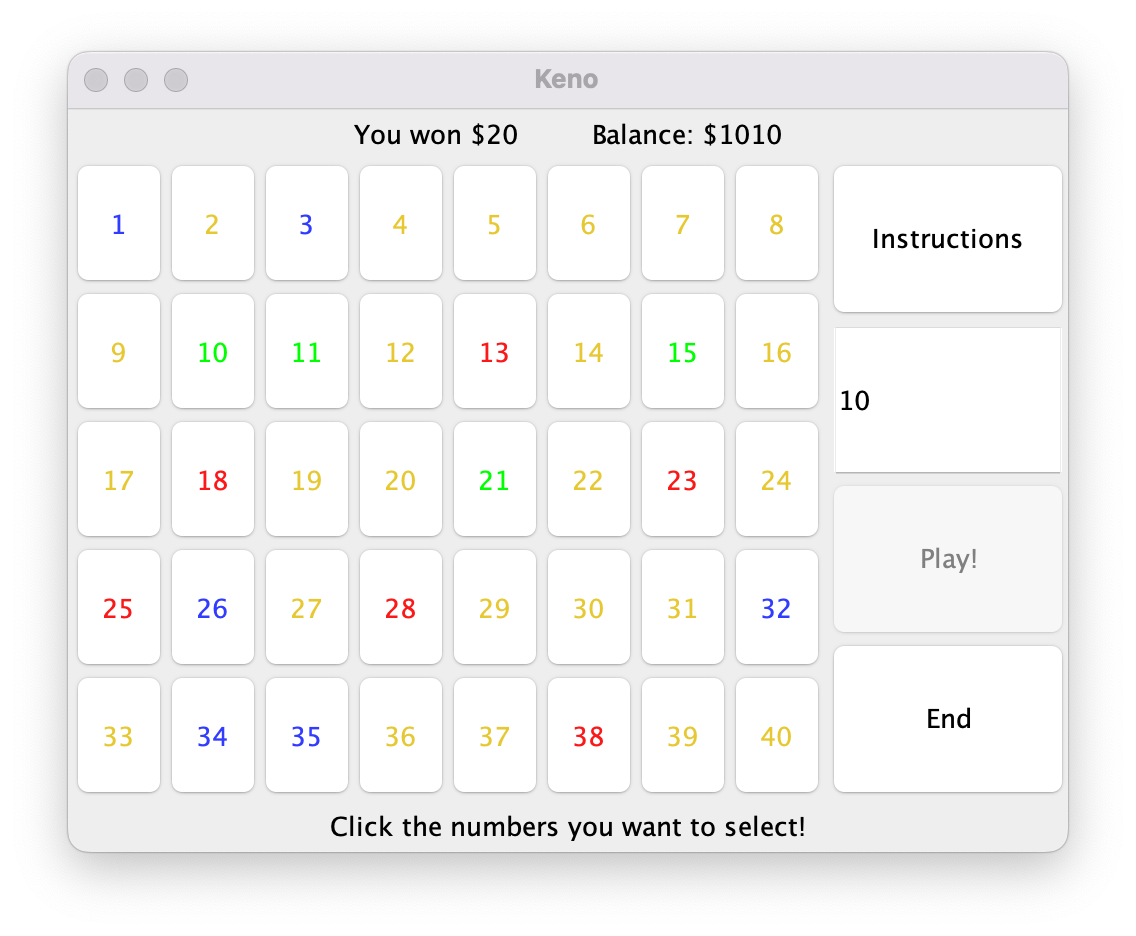 Keno
You won $20 Balance: $1010
1 2 3 4 5 6 7 8
Instructions
9 10 11 12 13 14 15 16
10
17 18 19 20 21 22 23 24
Play!
25 26 27 28 29 30 31 32
End
33 34 35 36 37 38 39 40
Click the numbers you want to select!